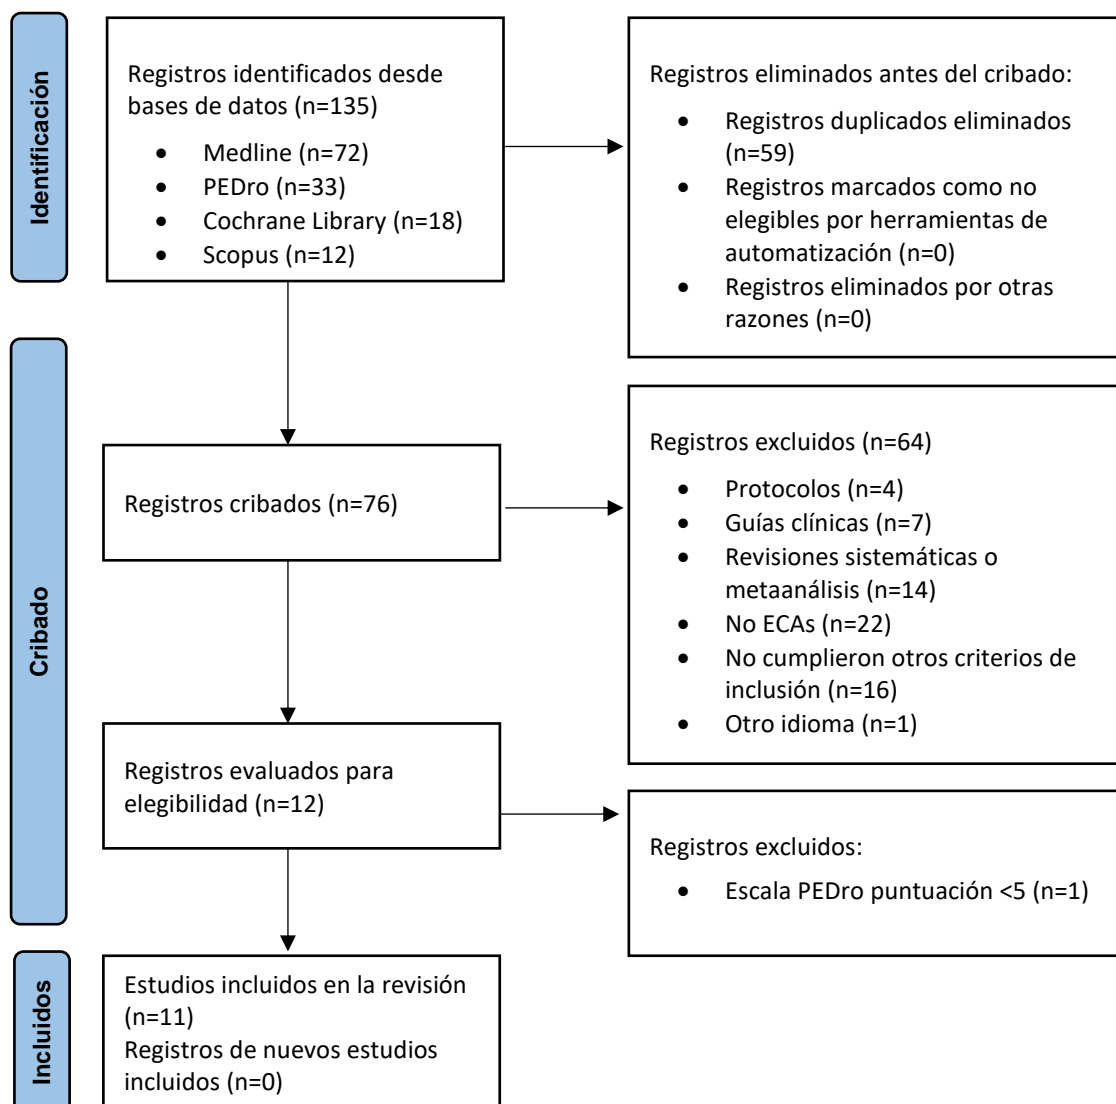 Identificación
Registros identificados desde
bases de datos (n=135)
• Medline (n=72)
• PEDro (n=33)
• Cochrane Library (n=18)
• Scopus (n=12)
Registros eliminados antes del cribado:
• Registros duplicados eliminados
(n=59)
• Registros marcados como no
elegibles por herramientas de
automatización (n=0)
• Registros eliminados por otras
razones (n=0)
Cribado
Registros cribados (n=76)
Registros excluidos (n=64)
• Protocolos (n=4)
• Guías clínicas (n=7)
• Revisiones sistemáticas o
metaanálisis (n=14)
• No ECAs (n=22)
• No cumplieron otros criterios de
inclusión (n=16)
• Otro idioma (n=1)
Registros evaluados para
elegibilidad (n=12)
Registros excluidos:
• Escala PEDro puntuación <5 (n=1)
Incluidos
Estudios incluidos en la revisión
(n=11)
Registros de nuevos estudios
incluidos (n=0)